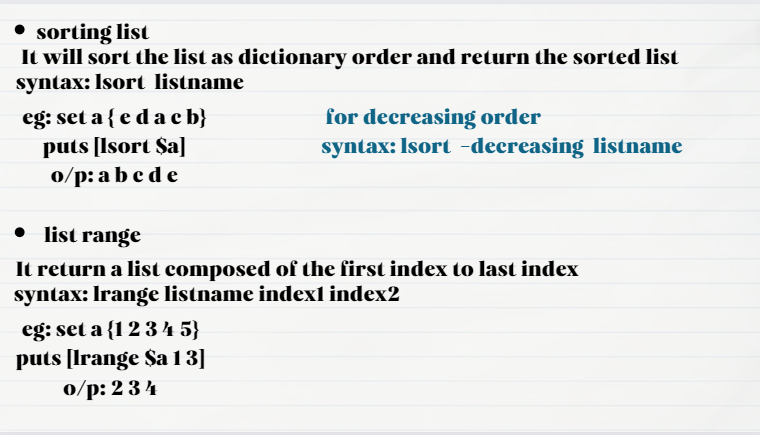 • sorting list
It will sort the list as dictionary order and return the sorted list
syntax: lsort listname
eg: set a { e d a c b}
puts [lsort $a]
o/p: a b c d e
for decreasing order
syntax: lsort -decreasing listname
• list range
It return a list composed of the first index to last index
syntax: lrange listname index1 index2
eg: set a {1 2 3 4 5}
puts [lrange $a 1 3]
o/p: 2 3 4